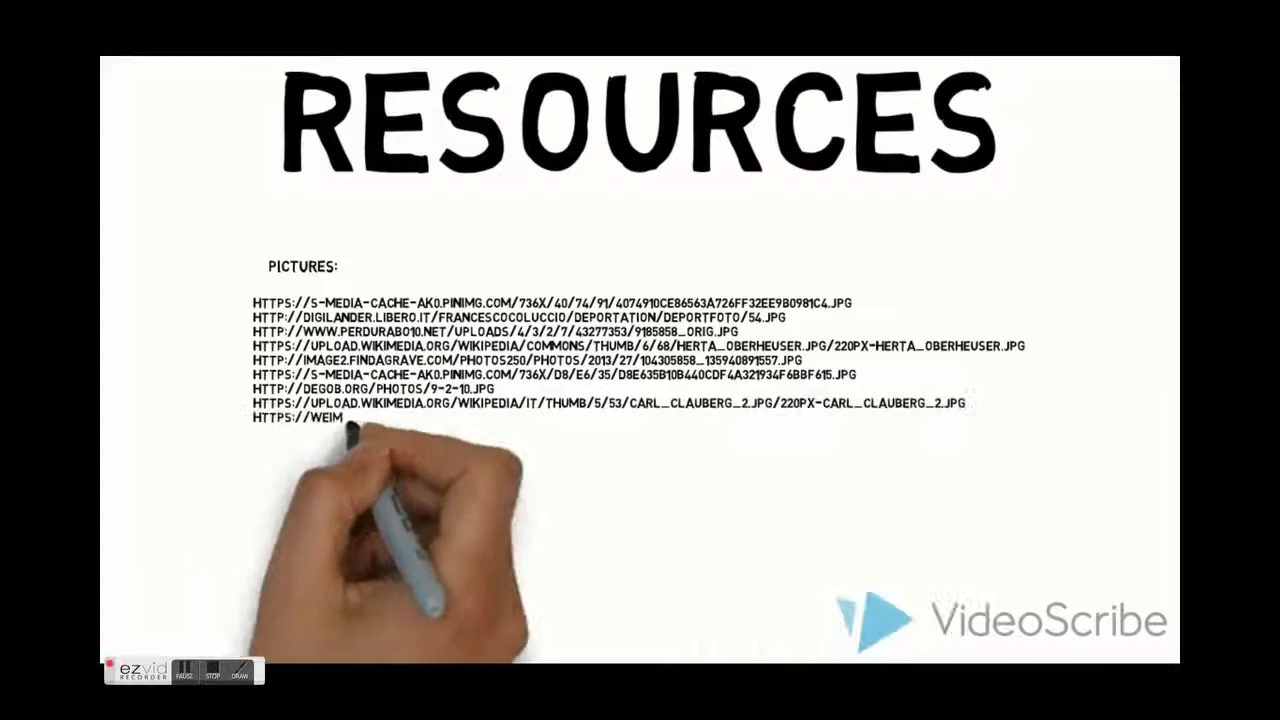 RESOURCES
PICTURES:
HTTPS://S-MEDIA-CACHE-AK0.PINIMG.COM/736X/40/74/91/4074910CE86563A726FF32EE9B0981C4.JPG
HTTP://DIGILANDER.LIBERO.IT/FRANCESCOCOLUCCIO/DEPORTATION/DEPORTFOTO/54.JPG
HTTP://WWW.PERDURABO10.NET/UPLOADS/4/3/2/7/43277353/9185858_ORIG.JPG
HTTPS://UPLOAD.WIKIMEDIA.ORG/WIKIPEDIA/COMMONS/THUMB/6/68/HERTA_OBERHEUSER.JPG/220PX-HERTA_OBERHEUSER.JPG
HTTP://IMAGE2.FINDAGRAVE.COM/PHOTOS250/PHOTOS/2013/27/104305858_135940891557.JPG
HTTPS://S-MEDIA-CACHE-AK0.PINIMG.COM/736X/D8/E6/35/D8E635B10B440CDF4A321934F6BBF615.JPG
HTTP://DEGOB.ORG/PHOTOS/9-2-10.JPG
HTTPS://UPLOAD.WIKIMEDIA.ORG/WIKIPEDIA/IT/THUMB/5/53/CARL_CLAUBERG_2.JPG/220PX-CARL_CLAUBERG_2.JPG
HTTPS://WEIM
VideoScribe
ezvid
RECORDER
PAUSE STOP DRAW